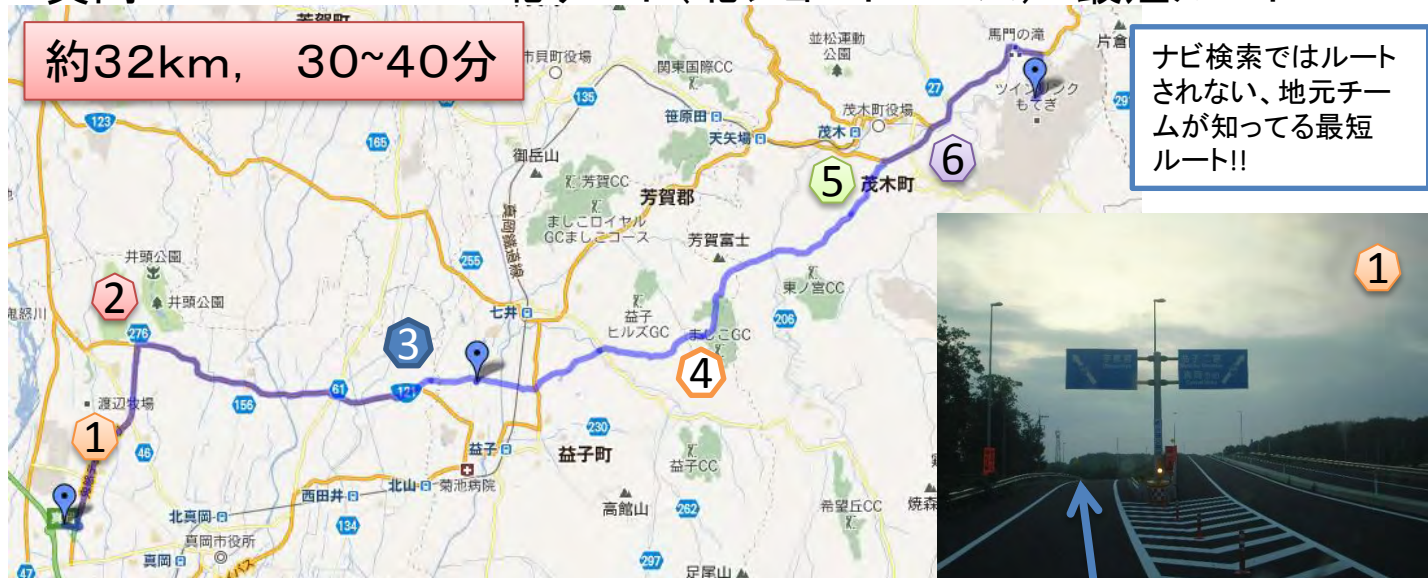 約32km, 30~40分
ナビ検索ではルート
されない、地元チー
ムが知ってる最短
ルート!!
芳賀町
市貝町役場
並松運動
公園
馬門の滝
関東国際CC
135
27
ツインリンク
もてぎ
茂木町役場
笹原田
天矢場
茂木
123
165
御岳山
芳賀CC
5
6
茂木町
芳賀郡
ましこロイヤル
GCましこコース
真岡鐵道線
芳賀富士
255
井頭公園
井頭公園
2
鬼怒川
276
七井
益子
ヒルズGC
ましこGC
東ノ宮CC
206
3
4
61
121
156
渡辺牧場
1
46
益子
230
益子町
益子CC
北山
菊池病院
西田井
134
北真岡
真岡市役所
真岡
47
高館山
262
希望丘CC
297
足尾山
1